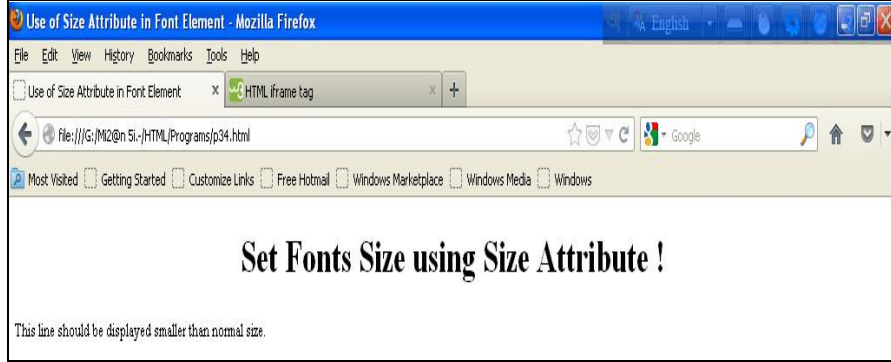 Use of Size Attribute in Font Element - Mozilla Firefox
English
File Edit View History Bookmarks Tools Help
Use of Size Attribute in Font Element x HTML iframe tag x +
file:///G:/Mi2@n 5i.-/HTML/Programs/p34.html
Google
Most Visited Getting Started Customize Links Free Hotmail Windows Marketplace Windows Media Windows
Set Fonts Size using Size Attribute !
This line should be displayed smaller than normal size.